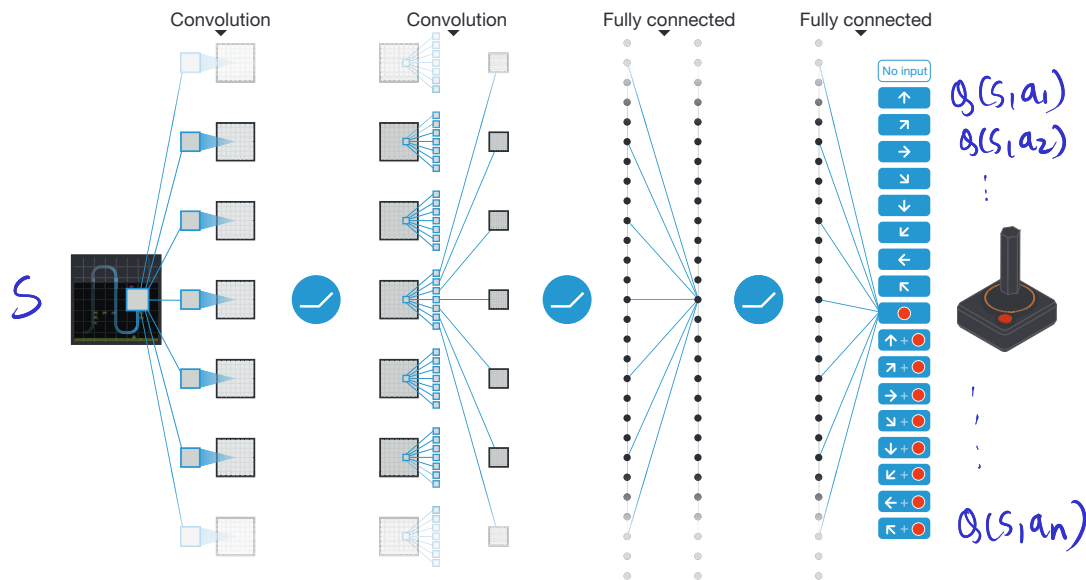 Convolution
Convolution
Fully connected
Fully connected
No input
Q(s,a1)
Q(s,a2)
S
Q(s,an)